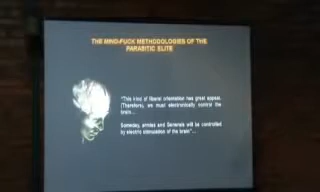 THE MIND-FUCK METHODOLOGIES OF THE
PARASITIC ELITE
"This kind of liberal orientation has great appeal.
(Therefore), we must electronically control the
brain...
Someday, armies and Generals will be controlled
by electric stimulation of the brain"...